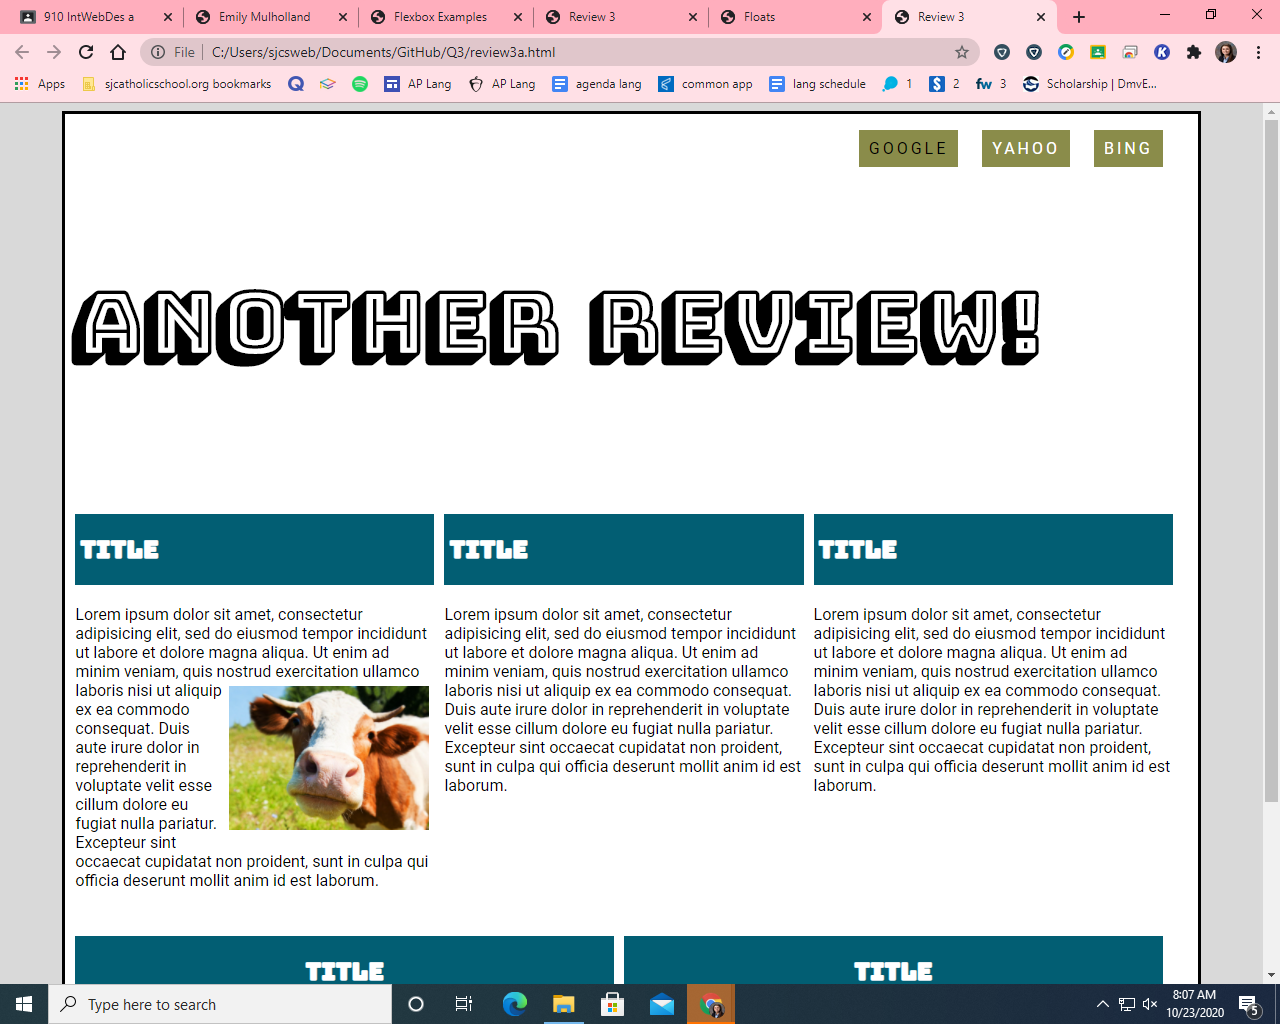 910 IntWebDes a
Emily Mulholland
Flexbox Examples
Review 3
Floats
Review 3
File
C:/Users/sjcsweb/Documents/GitHub/Q3/review3a.html
Apps
sjcatholicschool.org bookmarks
AP Lang
AP Lang
agenda lang
common app
lang schedule
1
2
fw 3
Scholarship | DmvE...
GOOGLE
YAHOO
BING
ANOTHER REVIEW!
TITLE
Lorem ipsum dolor sit amet, consectetur
adipisicing elit, sed do eiusmod tempor incididunt
ut labore et dolore magna aliqua. Ut enim ad
minim veniam, quis nostrud exercitation ullamco
laboris nisi ut aliquip
ex ea commodo
consequat. Duis
aute irure dolor in
reprehenderit in
voluptate velit esse
cillum dolore eu
fugiat nulla pariatur.
Excepteur sint
occaecat cupidatat non proident, sunt in culpa qui
officia deserunt mollit anim id est laborum.
TITLE
Lorem ipsum dolor sit amet, consectetur
adipisicing elit, sed do eiusmod tempor incididunt
ut labore et dolore magna aliqua. Ut enim ad
minim veniam, quis nostrud exercitation ullamco
laboris nisi ut aliquip ex ea commodo consequat.
Duis aute irure dolor in reprehenderit in voluptate
velit esse cillum dolore eu fugiat nulla pariatur.
Excepteur sint occaecat cupidatat non proident,
sunt in culpa qui officia deserunt mollit anim id est
laborum.
TITLE
Lorem ipsum dolor sit amet, consectetur
adipisicing elit, sed do eiusmod tempor incididunt
ut labore et dolore magna aliqua. Ut enim ad
minim veniam, quis nostrud exercitation ullamco
laboris nisi ut aliquip ex ea commodo consequat.
Duis aute irure dolor in reprehenderit in voluptate
velit esse cillum dolore eu fugiat nulla pariatur.
Excepteur sint occaecat cupidatat non proident,
sunt in culpa qui officia deserunt mollit anim id est
laborum.
TITLE
TITLE
Type here to search
8:07 AM
10/23/2020
5